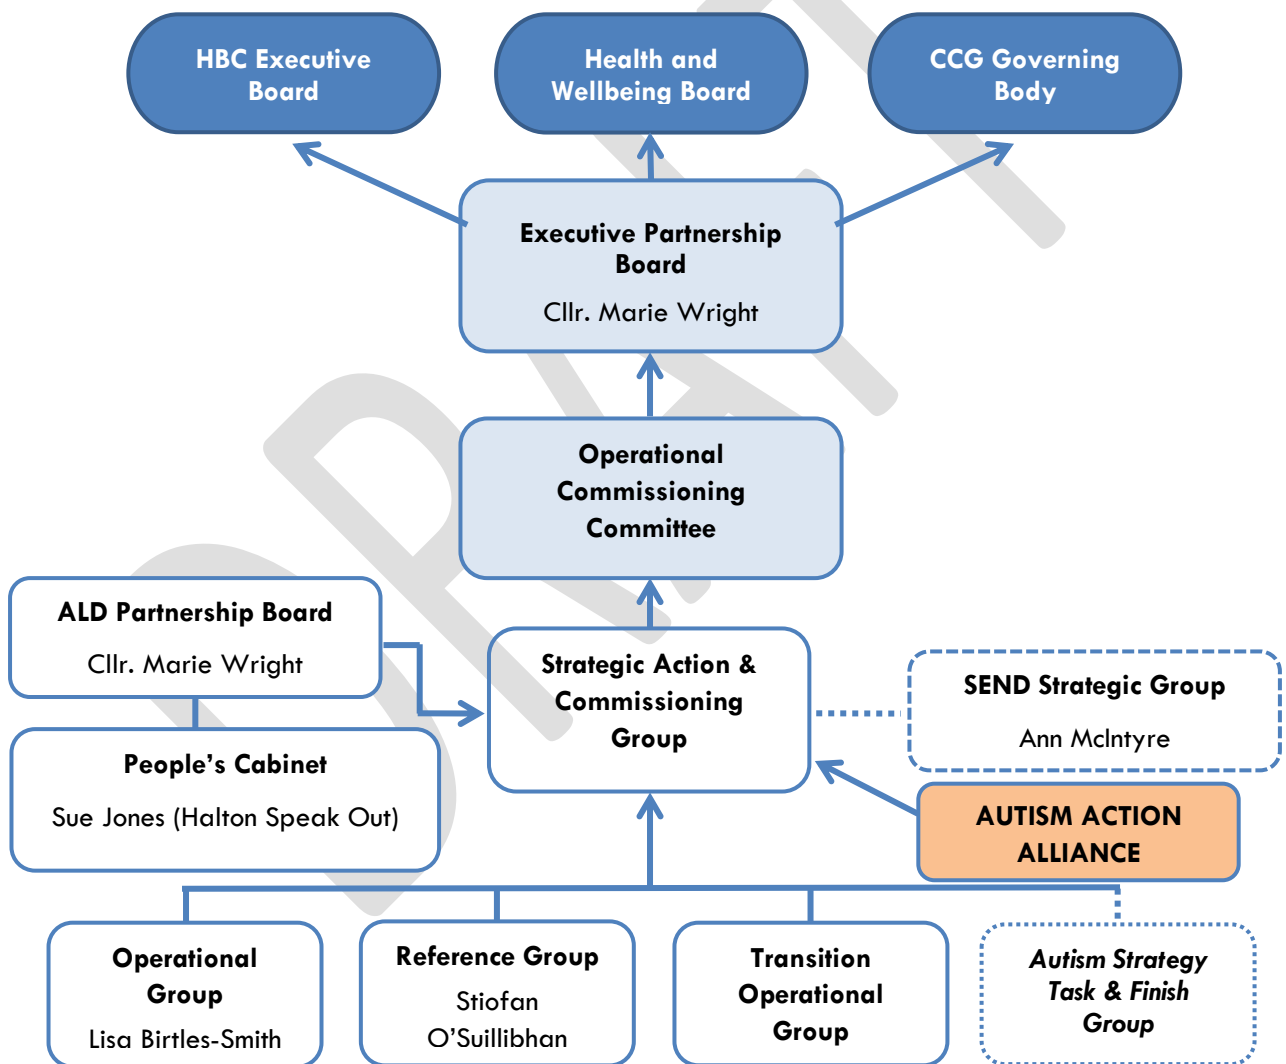 HBC Executive
Board
Health and
Wellbeing Board
CCG Governing
Body
Executive Partnership
Board
Cllr. Marie Wright
Operational
Commissioning
Committee
ALD Partnership Board
Cllr. Marie Wright
Strategic Action &
Commissioning
Group
SEND Strategic Group
Ann McIntyre
People's Cabinet
Sue Jones (Halton Speak Out)
AUTISM ACTION
ALLIANCE
Operational
Group
Lisa Birtles-Smith
Reference Group
Stiofan
O'Suillibhan
Transition
Operational
Group
Autism Strategy
Task & Finish
Group
DRAFT